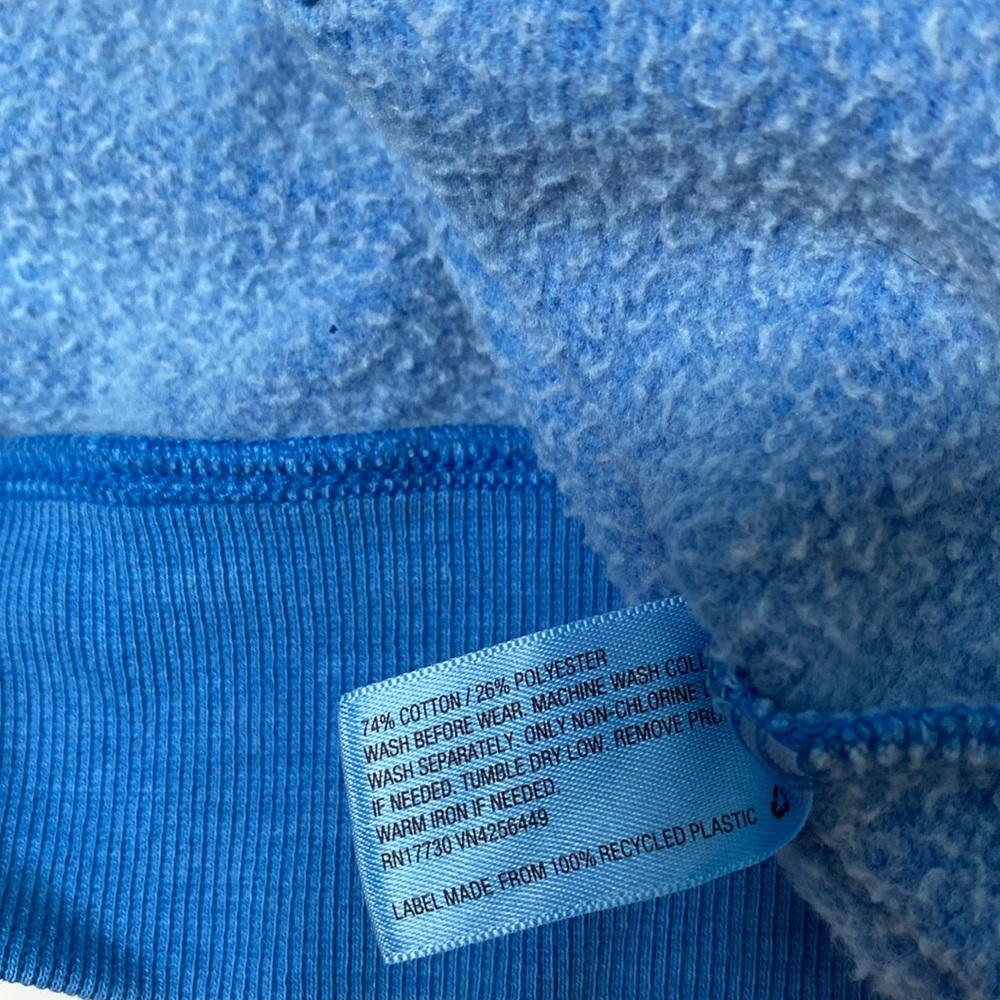 74% COTTON / 26% POLYESTER
WASH BEFORE WEAR. MACHINE WASH
WASH SEPARATELY. ONLY NON-CHLORINE
IF NEEDED. TUMBLE DRY LOW. REMOVE
WARM IRON IF NEEDED.
RN17730 VN4256449
LABEL MADE FROM 100% RECYCLED PLASTIC